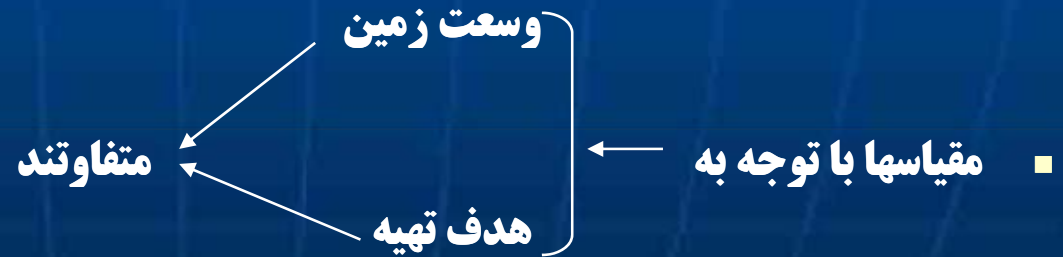 مقیاسها با توجه به
وسعت زمین
هدف تهیه
متفاوتند